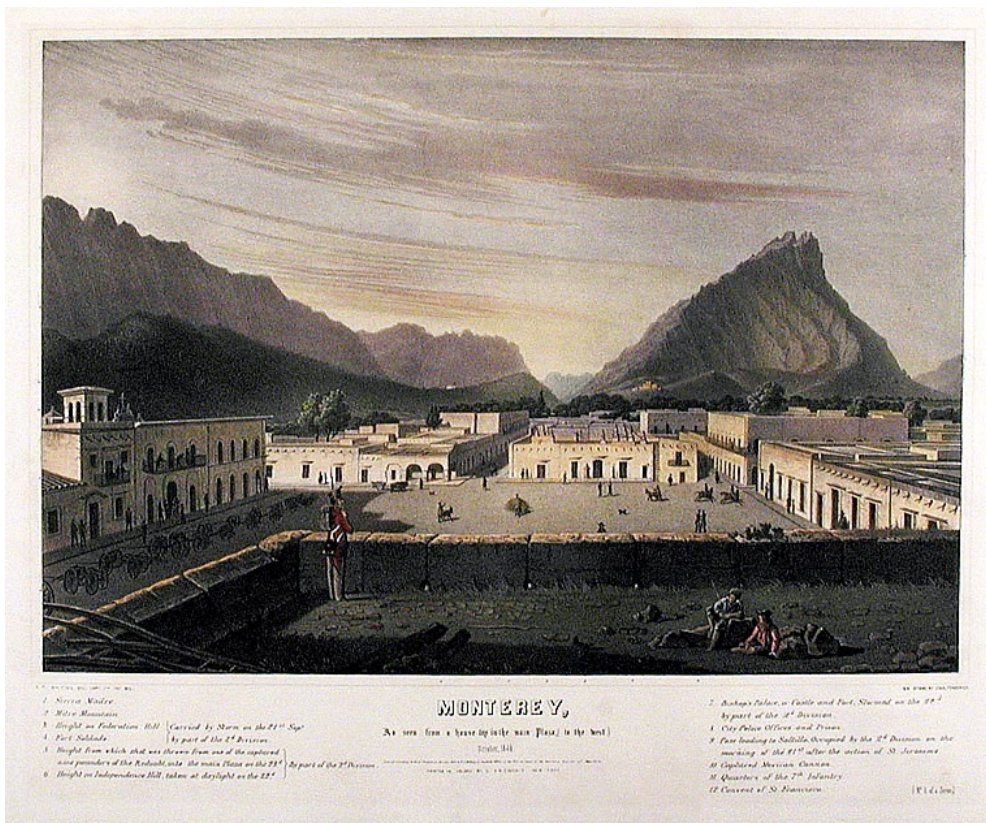 MONTEREY,
As seen from a house top in the main Plaza, (to the west)
October, 1846.
1 Sierra Madre
2 Mitre Mountain
3 Height on Federation Hill } Carried by Storm on the 21st Sept
4 Fort Soldado } by part of the 2d Division
5 Height from which shot was thrown from one of the captured
nine pounders of the Redoubt, into the main Plaza on the 23d } By part of the 2d Division.
6 Height on Independence Hill, taken at daylight on the 22d
7 Bishop's Palace, or Castle and Fort, Stormed on the 22d
by part of the 2d Division
8 City Palace Offices and Prison
9 Pass leading to Saltillo, Occupied by the 2d Division on the
morning of the 21st after the action of St Jeronimo
10 Captured Mexican Cannon
11 Quarters of the 7th Infantry
12 Convent of St Francisco.